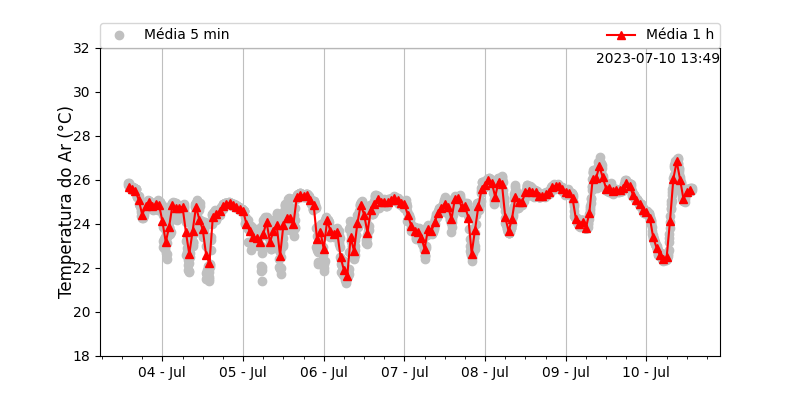 Média 5 min
Média 1 h
2023-07-10 13:49
Temperatura do Ar (°C)
32
30
28
26
24
22
20
18
04 - Jul
05 - Jul
06 - Jul
07 - Jul
08 - Jul
09 - Jul
10 - Jul